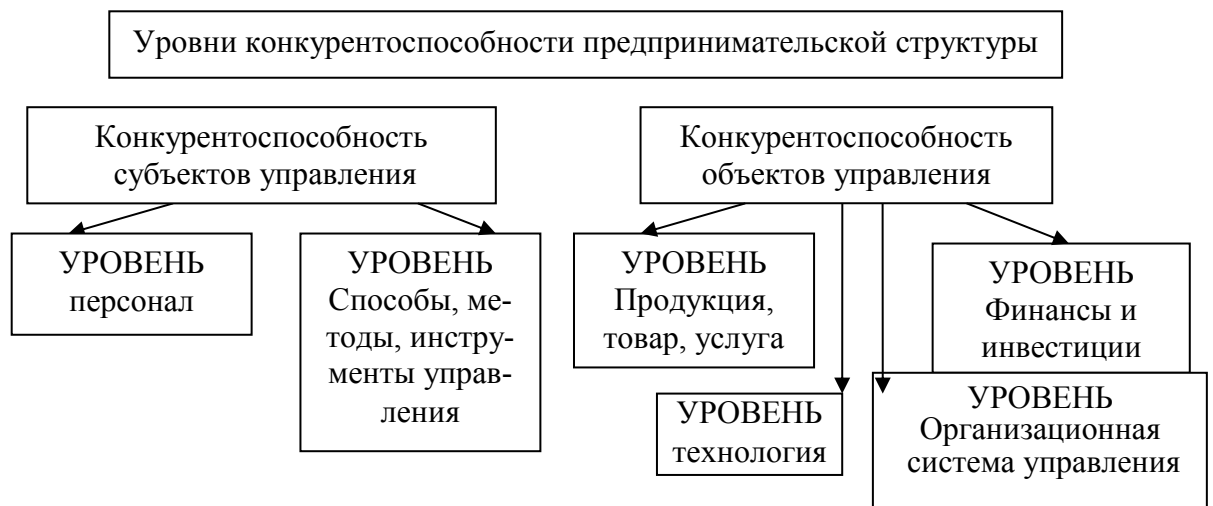 Уровни конкурентоспособности предпринимательской структуры
Конкурентоспособность
субъектов управления
Конкурентоспособность
объектов управления
УРОВЕНЬ
персонал
УРОВЕНЬ
Способы, ме-
тоды, инстру-
менты управ-
ления
УРОВЕНЬ
Продукция,
товар, услуга
УРОВЕНЬ
Финансы и
инвестиции
УРОВЕНЬ
технология
УРОВЕНЬ
Организационная
система управления